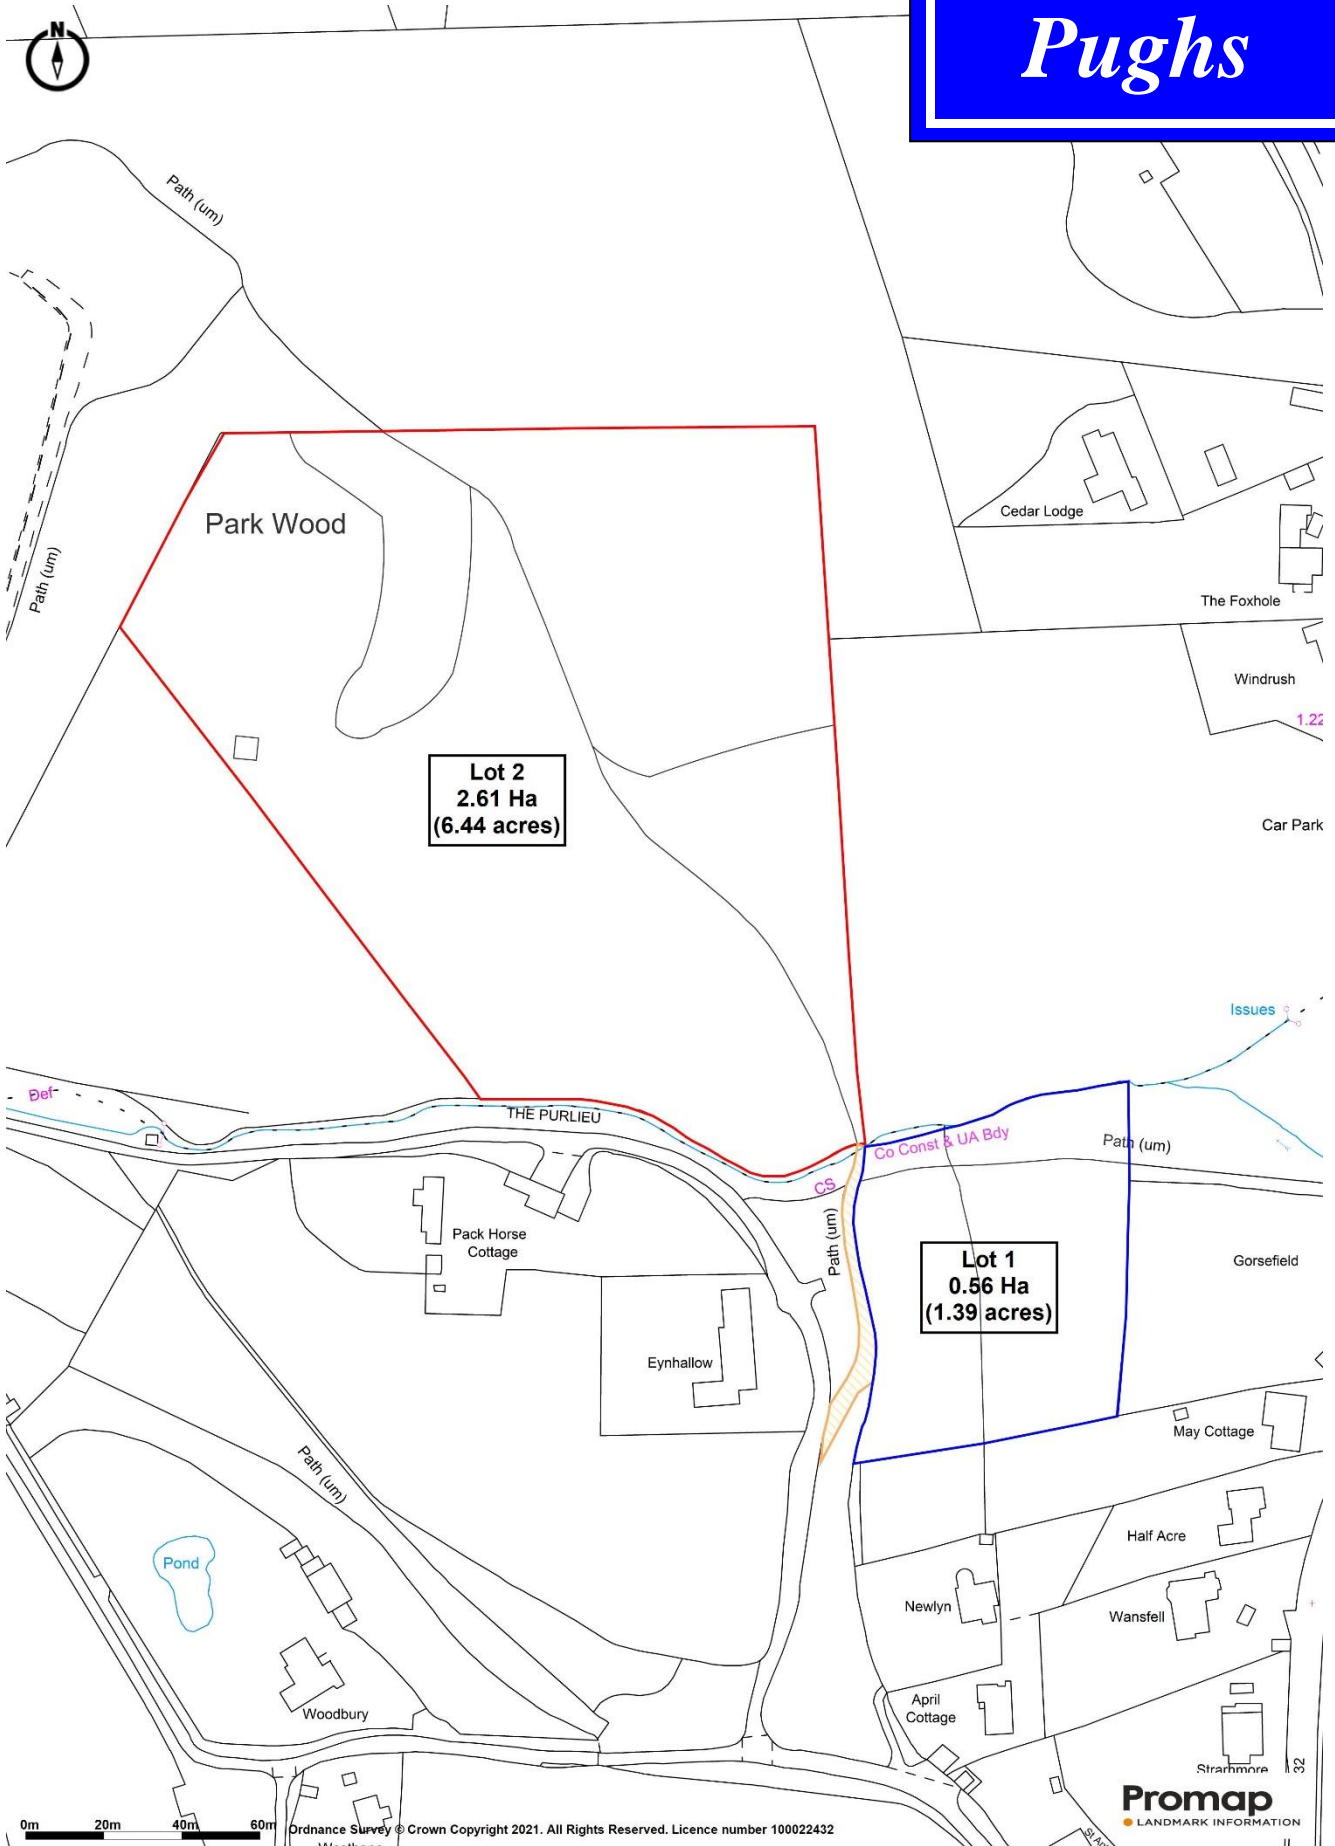 N
Pughs
Path (um)
Park Wood
Path (um)
Cedar Lodge
The Foxhole
Windrush
1.22
Lot 2
2.61 Ha
(6.44 acres)
Car Park
Issues
Def
THE PURLIEU
Co Const & UA Bdy
Path (um)
CS
Path (um)
Pack Horse
Cottage
Lot 1
0.56 Ha
(1.39 acres)
Gorsefield
Eynhallow
May Cottage
Path (um)
Half Acre
Pond
Newlyn
Wansfell
April
Cottage
Woodbury
Strathmore
32
Promap
LANDMARK INFORMATION
0m 20m 40m 60m
Ordnance Survey © Crown Copyright 2021. All Rights Reserved. Licence number 100022432